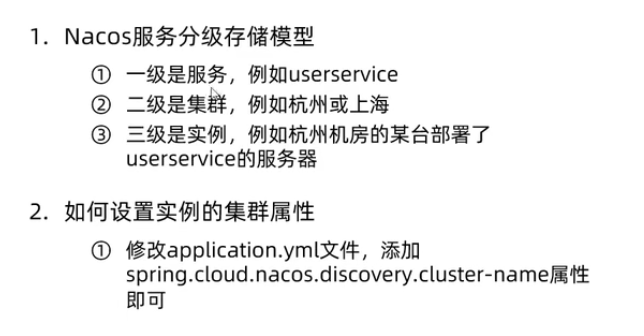 1. Nacos服务分级存储模型
① 一级是服务，例如userservice
② 二级是集群，例如杭州或上海
③ 三级是实例，例如杭州机房的某台部署了
userservice的服务器
2. 如何设置实例的集群属性
① 修改application.yml文件，添加
spring.cloud.nacos.discovery.cluster-name属性
即可